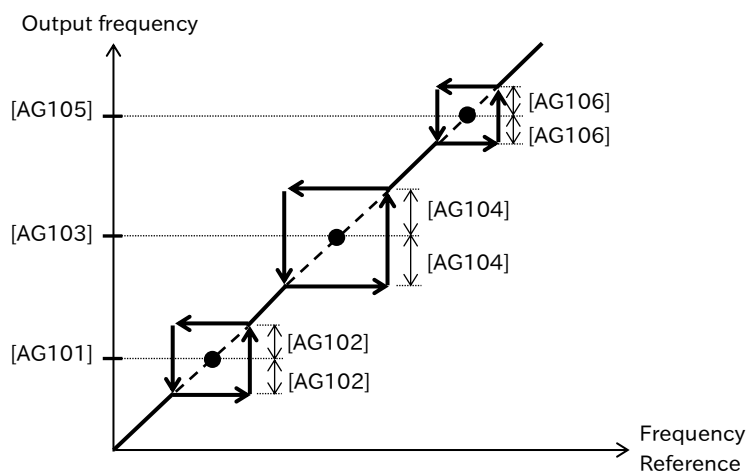 Output frequency
[AG105]
[AG106]
[AG106]
[AG103]
[AG104]
[AG104]
[AG101]
[AG102]
[AG102]
Frequency
Reference